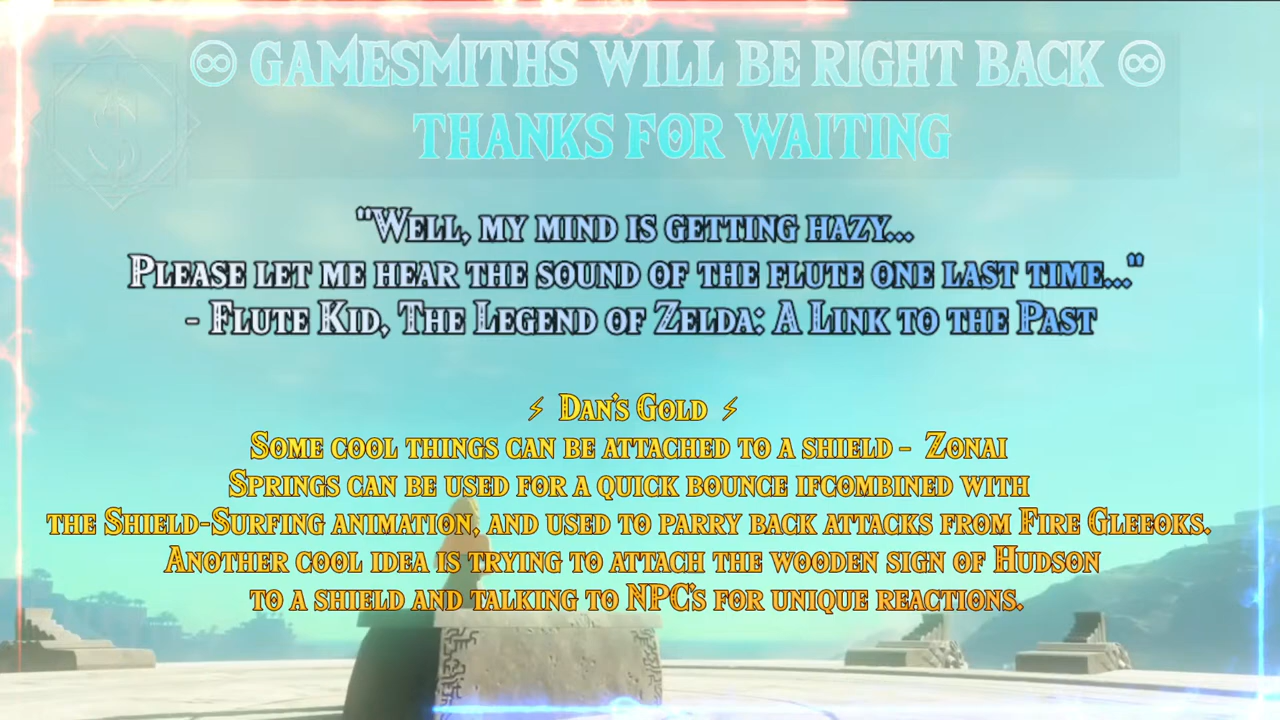 ♾ GAMESMITHS WILL BE RIGHT BACK ♾
THANKS FOR WAITING
"Well, my mind is getting hazy...
Please let me hear the sound of the flute one last time..."
- Flute Kid, The Legend of Zelda: A Link to the Past
⚡ Dan's Gold ⚡
Some cool things can be attached to a shield - Zonai
Springs can be used for a quick bounce ifcombined with
the Shield-Surfing animation, and used to parry back attacks from Fire Gleeoks.
Another cool idea is trying to attach the wooden sign of Hudson
to a shield and talking to NPC's for unique reactions.